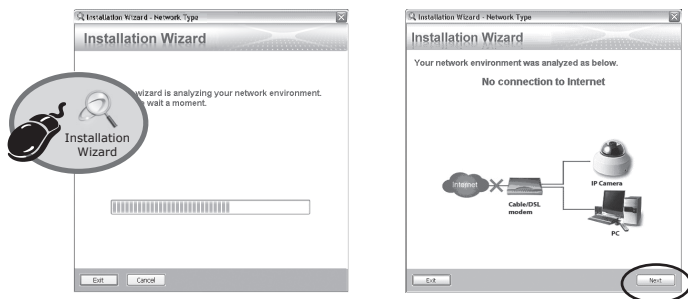 Installation Wizard - Network Type
Installation Wizard
wizard is analyzing your network environment.
wait a moment.
Installation
Wizard
Exit
Cancel
Installation Wizard - Network Type
Installation Wizard
Your network environment was analyzed as below.
No connection to Internet
Internet
Cable/DSL
modem
IP Camera
PC
Exit
Next